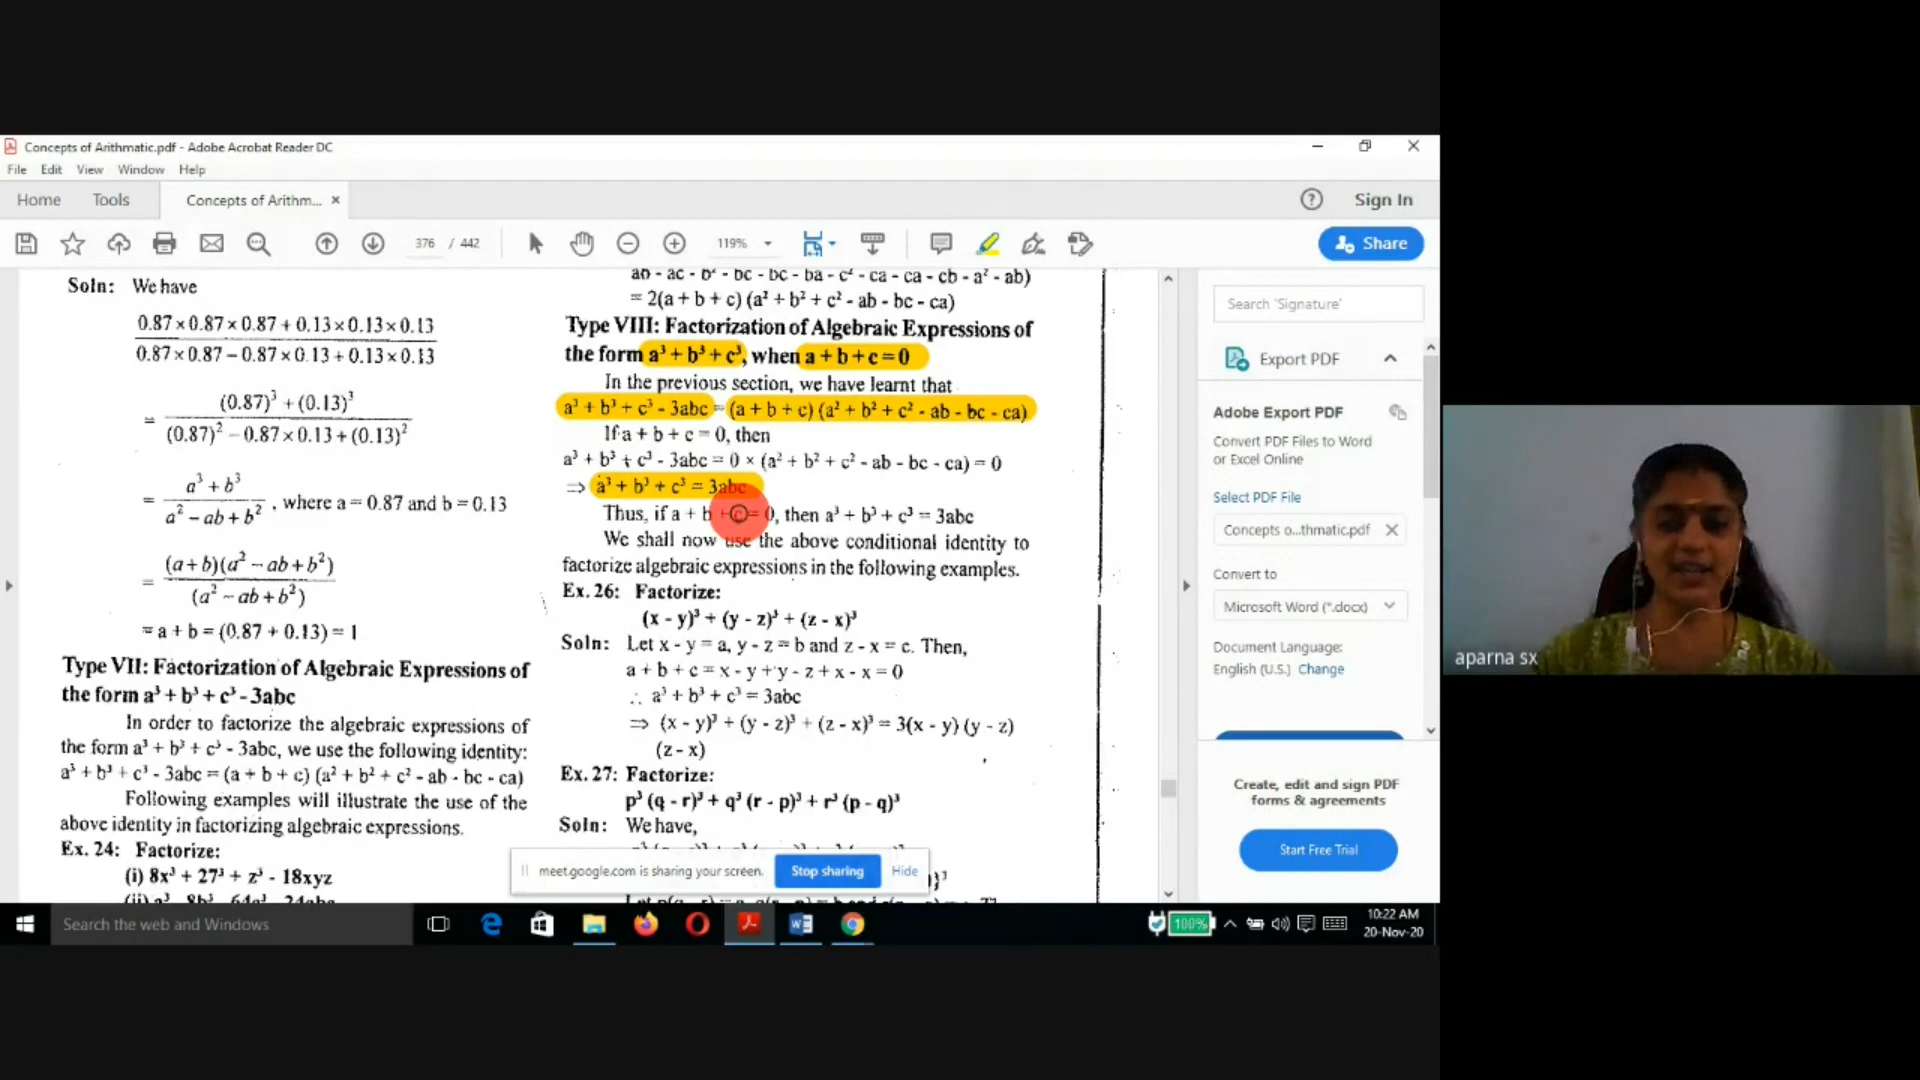 Concepts of Arithmatic.pdf - Adobe Acrobat Reader DC
File Edit View Window Help
Home Tools Concepts of Arithm... ×
Sign In
376 / 442 119%
Share
Soln: We have
0.87 × 0.87 × 0.87 + 0.13 × 0.13 × 0.13
0.87 × 0.87 – 0.87 × 0.13 + 0.13 × 0.13
= (0.87)³ + (0.13)³
(0.87)² – 0.87 × 0.13 + (0.13)²
= a³ + b³
a² – ab + b² , where a = 0.87 and b = 0.13
= (a + b)(a² – ab + b²)
(a² – ab + b²)
= a + b = (0.87 + 0.13) = 1
Type VII: Factorization of Algebraic Expressions of
the form a³ + b³ + c³ - 3abc
In order to factorize the algebraic expressions of
the form a³ + b³ + c³ - 3abc, we use the following identity:
a³ + b³ + c³ - 3abc = (a + b + c) (a² + b² + c² - ab - bc - ca)
Following examples will illustrate the use of the
above identity in factorizing algebraic expressions.
Ex. 24: Factorize:
(i) 8x³ + 27³ + z³ - 18xyz
ab - ac - b² - bc - bc - ba - c² - ca - ca - cb - a² - ab)
= 2(a + b + c) (a² + b² + c² - ab - bc - ca)
Type VIII: Factorization of Algebraic Expressions of
the form a³ + b³ + c³, when a + b + c = 0
In the previous section, we have learnt that
a³ + b³ + c³ - 3abc = (a + b + c) (a² + b² + c² - ab - bc - ca)
If a + b + c = 0, then
a³ + b³ + c³ - 3abc = 0 × (a² + b² + c² - ab - bc - ca) = 0
⇒ a³ + b³ + c³ = 3abc
Thus, if a + b + c = 0, then a³ + b³ + c³ = 3abc
We shall now use the above conditional identity to
factorize algebraic expressions in the following examples.
Ex. 26: Factorize:
(x - y)³ + (y - z)³ + (z - x)³
Soln: Let x - y = a, y - z = b and z - x = c. Then,
a + b + c = x - y + y - z + x - x = 0
∴ a³ + b³ + c³ = 3abc
⇒ (x - y)³ + (y - z)³ + (z - x)³ = 3(x - y) (y - z)
(z - x)
Ex. 27: Factorize:
p³ (q - r)³ + q³ (r - p)³ + r³ (p - q)³
Soln: We have,
meet.google.com is sharing your screen. Stop sharing Hide
Search 'Signature'
Export PDF
Adobe Export PDF
Convert PDF Files to Word
or Excel Online
Select PDF File
Concepts o...thmatic.pdf ×
Convert to
Microsoft Word (*.docx)
Document Language:
English (U.S.) Change
Create, edit and sign PDF
forms & agreements
Start Free Trial
aparna sx
Search the web and Windows
100%
10:22 AM
20-Nov-20